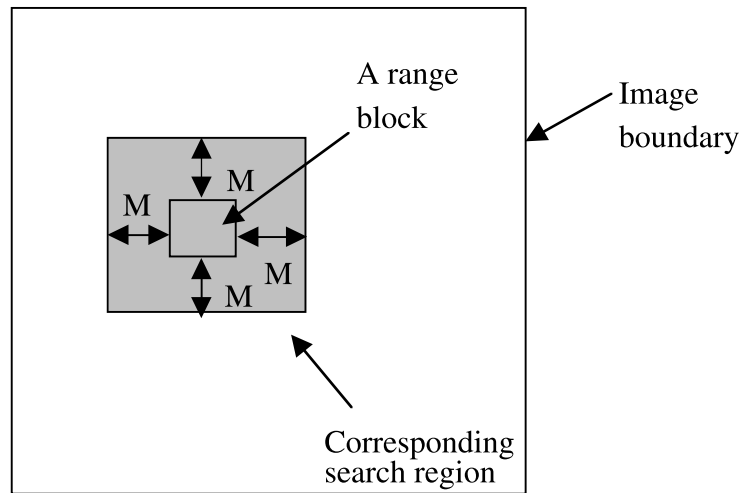 A range
block
Image
boundary
M
M
M
M
Corresponding
search region